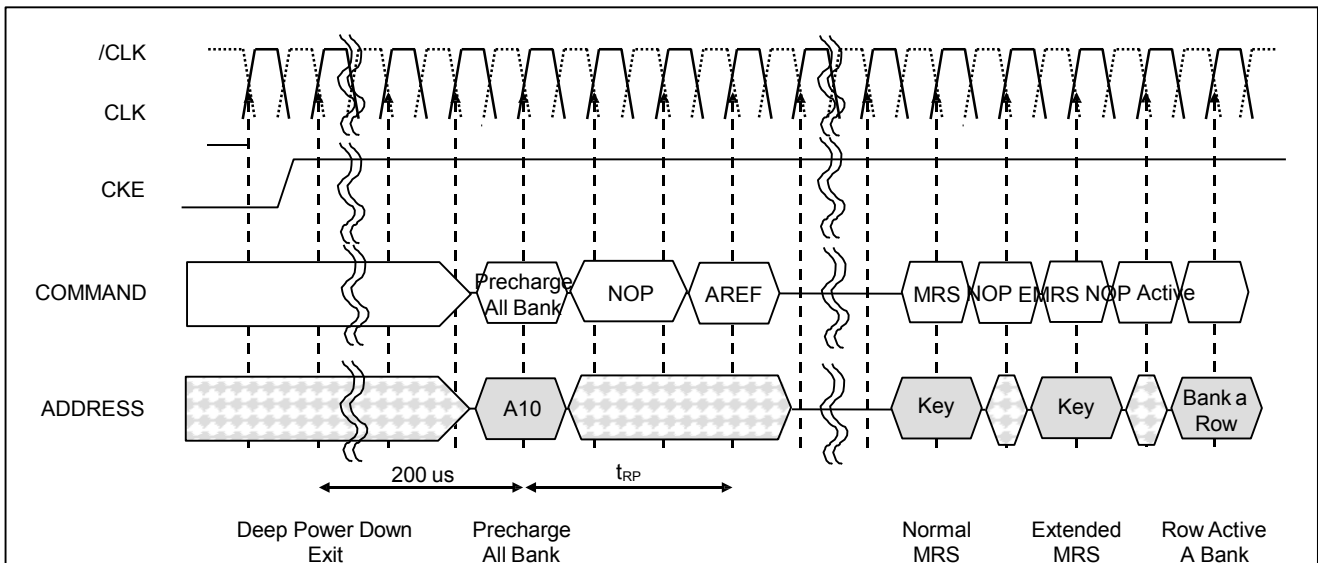 /CLK
CLK
CKE
COMMAND
Precharge
All Bank
NOP
AREF
MRS
NOP
EMRS
NOP
Active
ADDRESS
A10
Key
Key
Bank a
Row
200 us
tRP
Deep Power Down
Exit
Precharge
All Bank
Normal
MRS
Extended
MRS
Row Active
A Bank